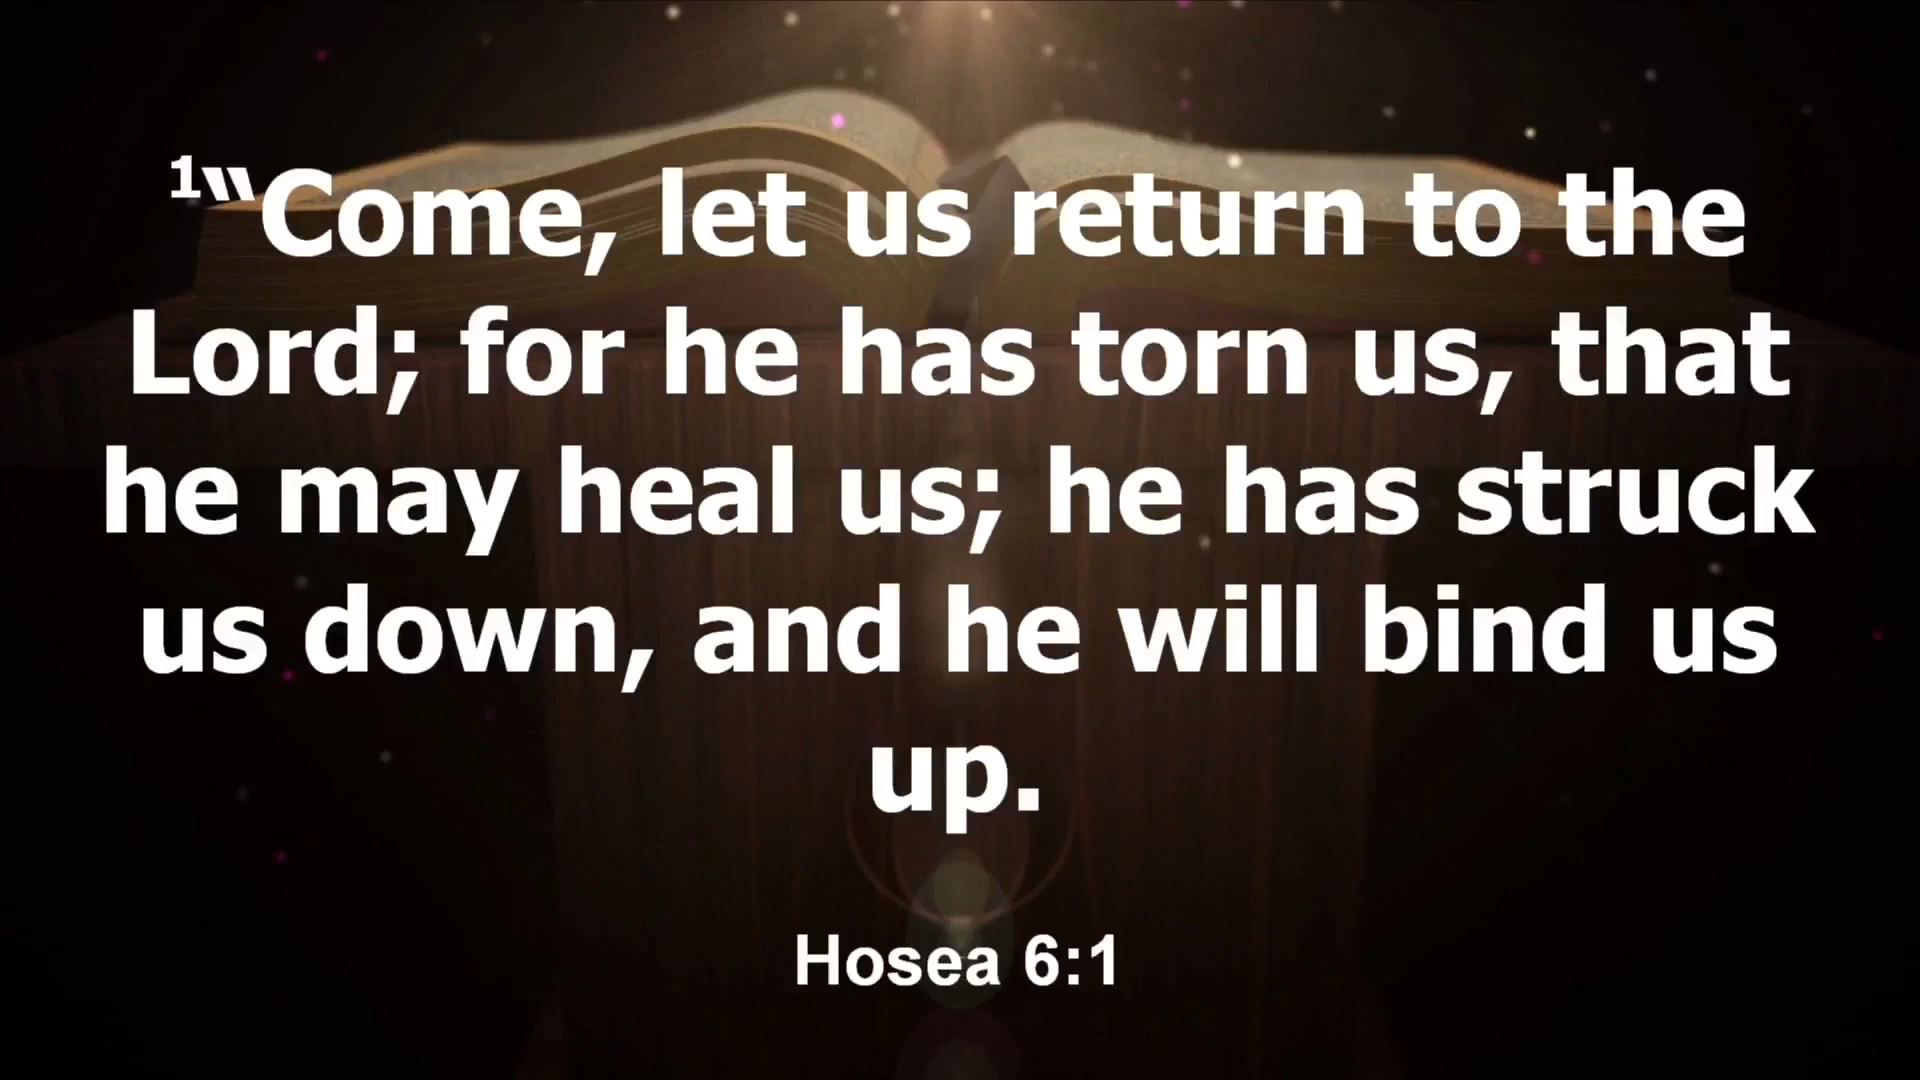 1“Come, let us return to the
Lord; for he has torn us, that
he may heal us; he has struck
us down, and he will bind us
up.
Hosea 6:1